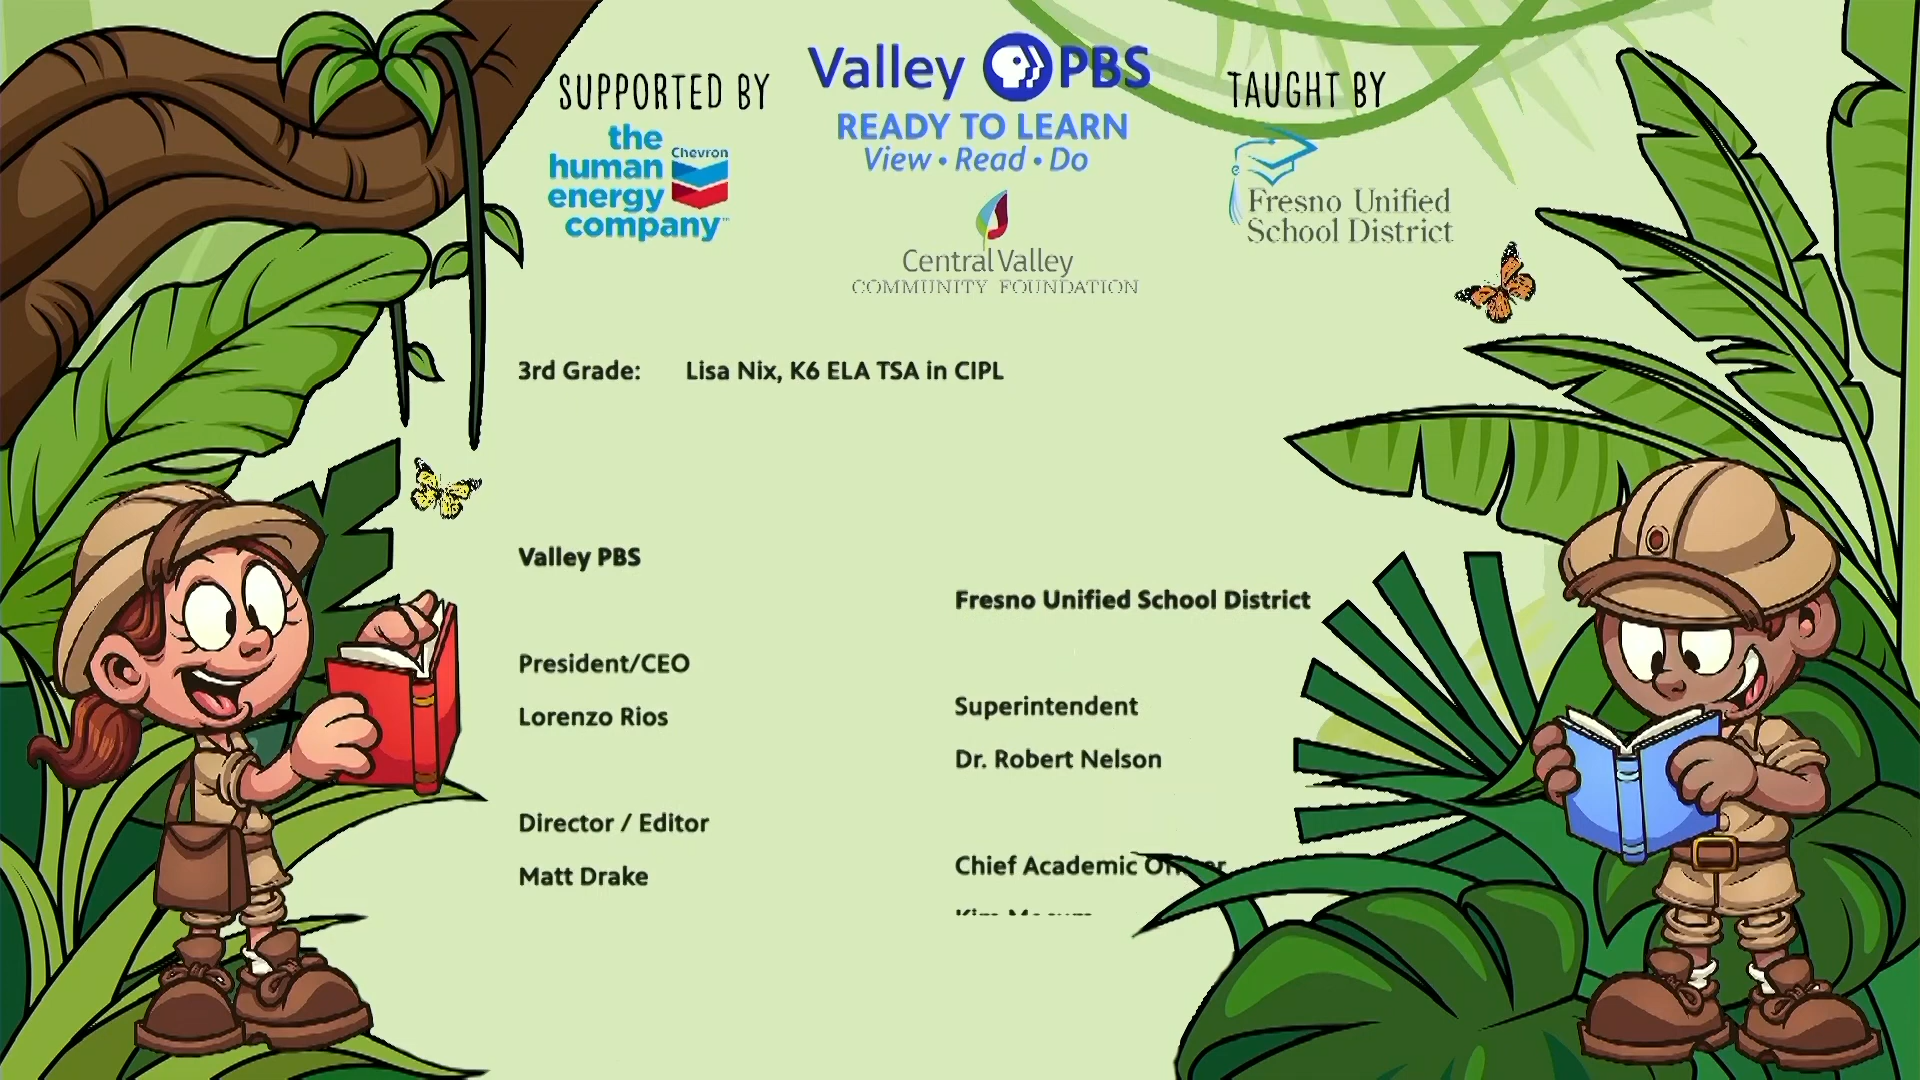 SUPPORTED BY
the
human
energy
company™
Chevron
Valley PBS
READY TO LEARN
View • Read • Do
Central Valley
COMMUNITY FOUNDATION
TAUGHT BY
Fresno Unified
School District
3rd Grade: Lisa Nix, K6 ELA TSA in CIPL
Valley PBS
President/CEO
Lorenzo Rios
Director / Editor
Matt Drake
Fresno Unified School District
Superintendent
Dr. Robert Nelson
Chief Academic